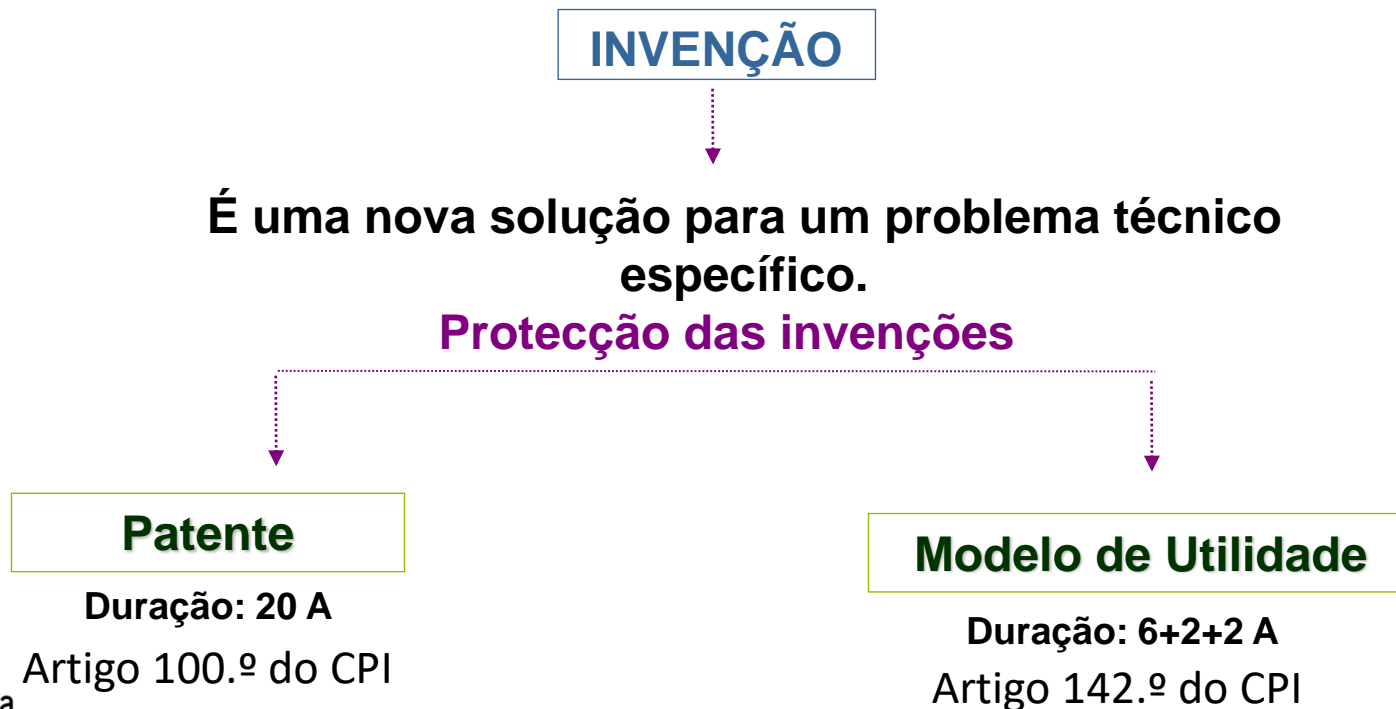 INVENÇÃO
É uma nova solução para um problema técnico
específico.
Protecção das invenções
Patente
Duração: 20 A
Artigo 100.º do CPI
a
Modelo de Utilidade
Duração: 6+2+2 A
Artigo 142.º do CPI